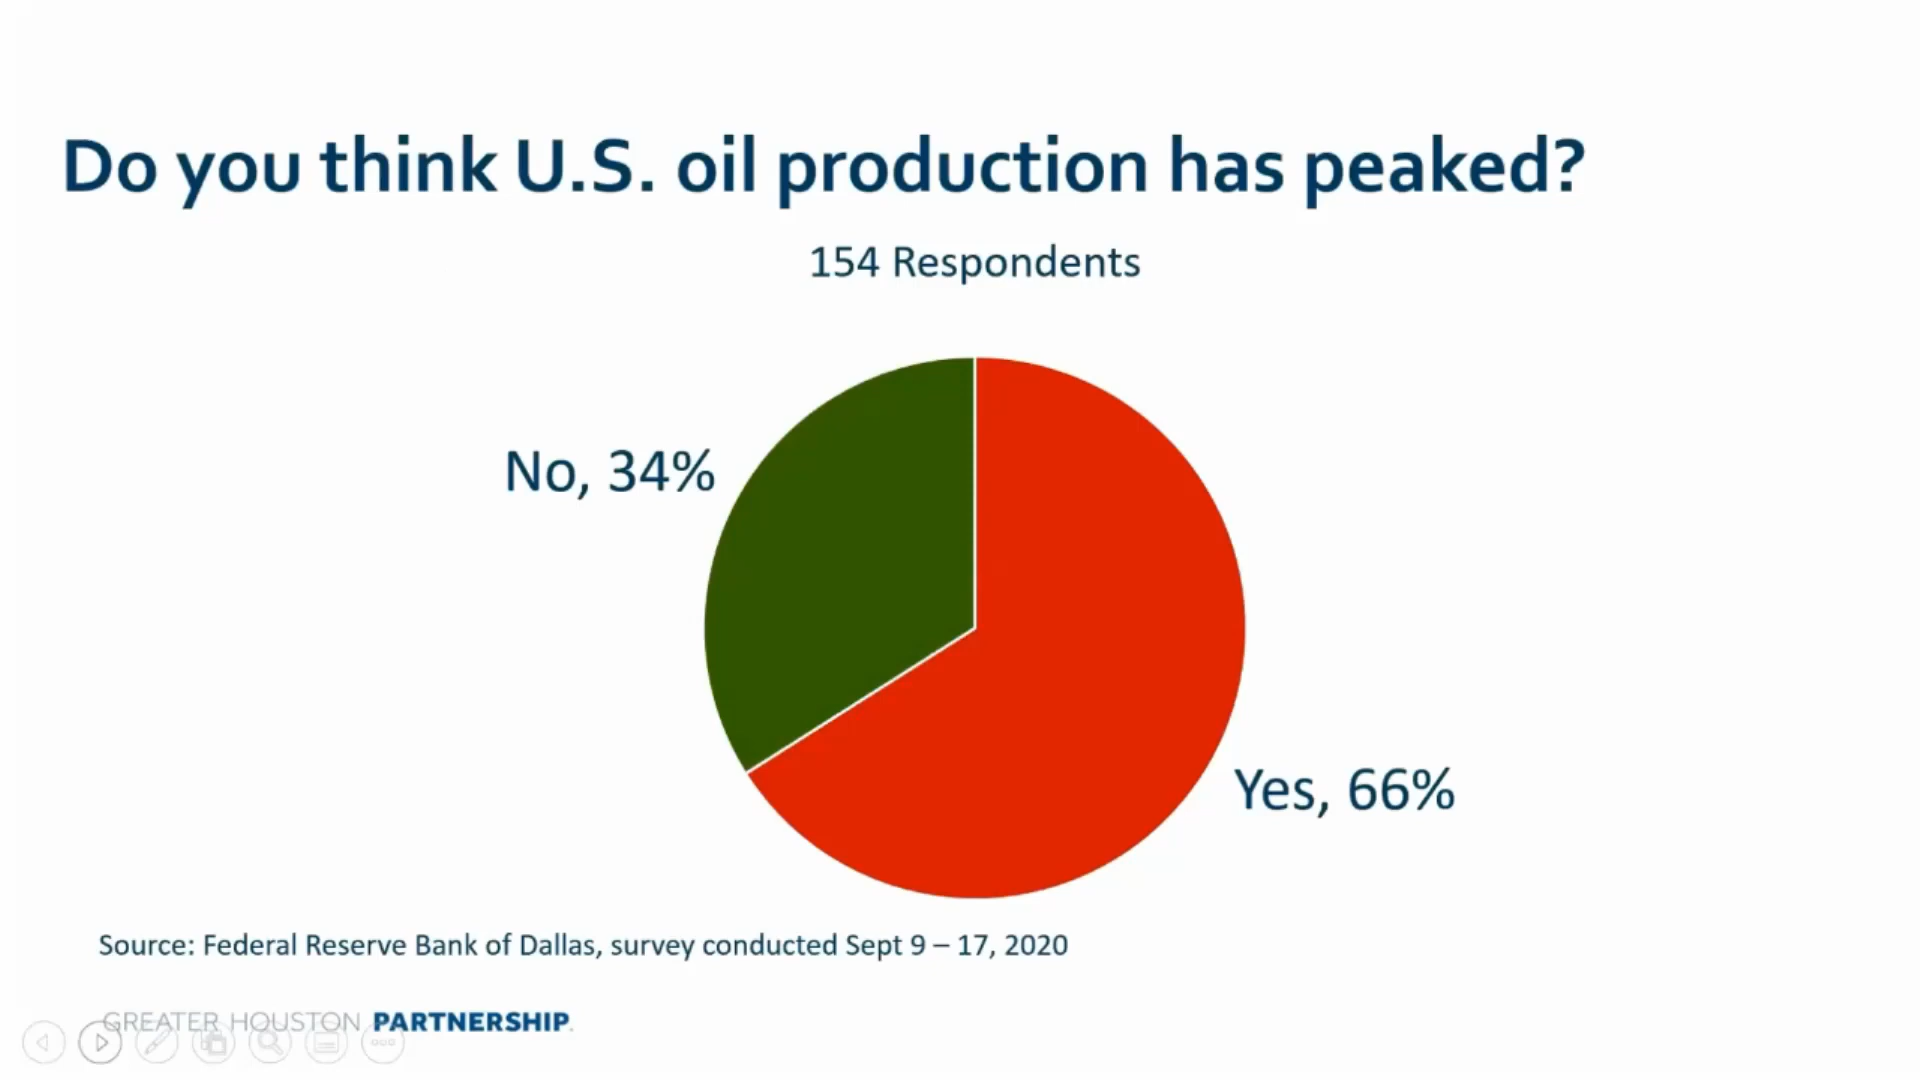 Do you think U.S. oil production has peaked?
154 Respondents
No, 34%
Yes, 66%
Source: Federal Reserve Bank of Dallas, survey conducted Sept 9 – 17, 2020
GREATER HOUSTON PARTNERSHIP.